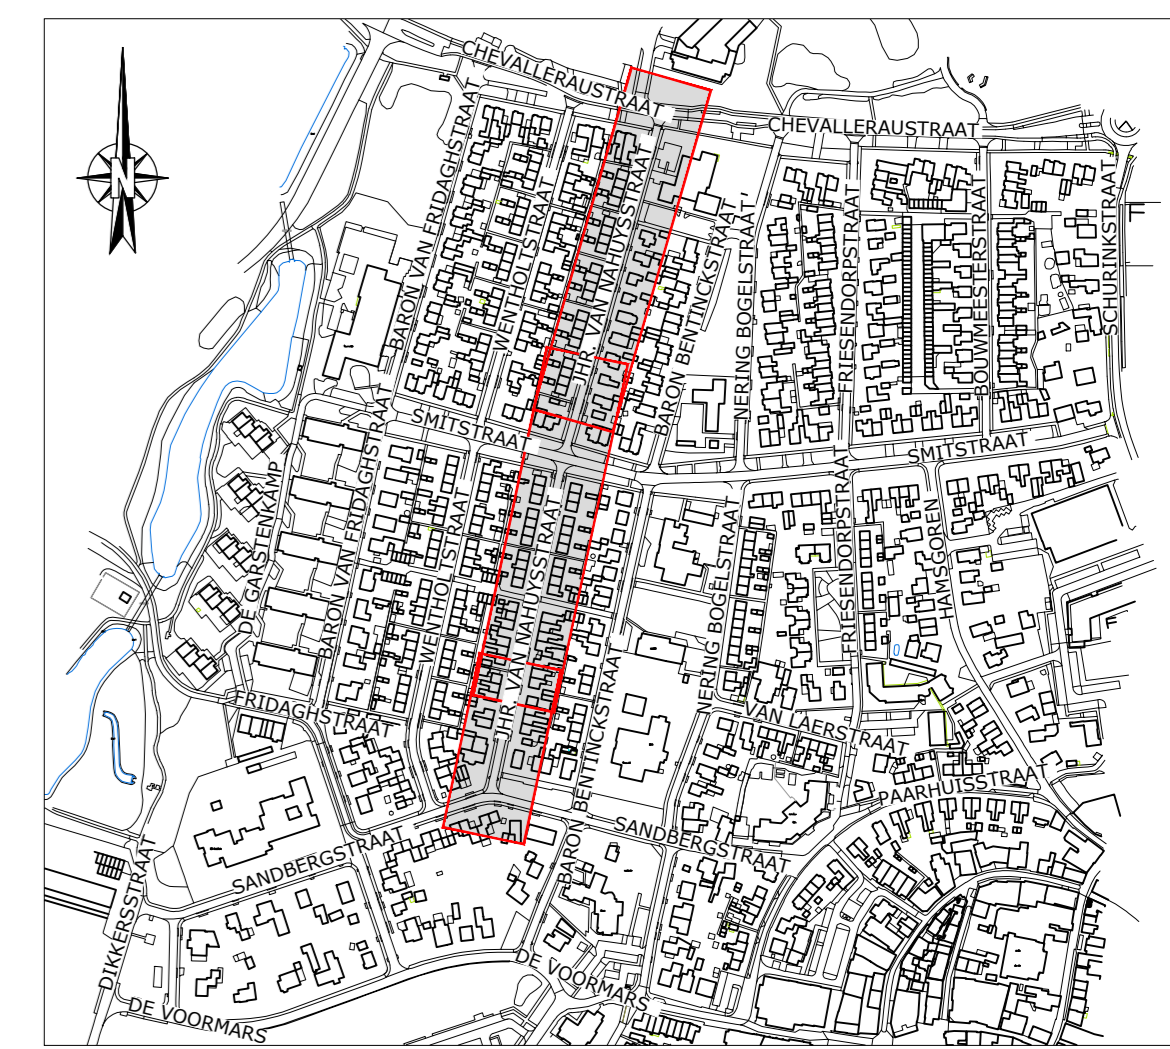 CHEVALLERAUSTRAAT
CHEVALLERAUSTRAAT
N
BARON VAN FRIDAGHSTRAAT
WENTHOLTSTRAAT
JHR. VAN NAHUYSSTRAAT
BARON BENTINCKSTRAAT
NERING BOGELSTRAAT
FRIESENDORPSTRAAT
BOUWMEESTERSTRAAT
SCHURINKSTRAAT
SMITSTRAAT
SMITSTRAAT
DE GARSTENKAMP
BARON VAN FRIDAGHSTRAAT
WENTHOLTSTRAAT
JHR. VAN NAHUYSSTRAAT
BARON BENTINCKSTRAAT
NERING BOGELSTRAAT
FRIESENDORPSTRAAT
HAMSGOREN
FRIDAGHSTRAAT
VAN LAERSTRAAT
PAARHUISSTRAAT
SANDBERGSTRAAT
SANDBERGSTRAAT
DIKKERSSTRAAT
DE VOORMARS
DE VOORMARS